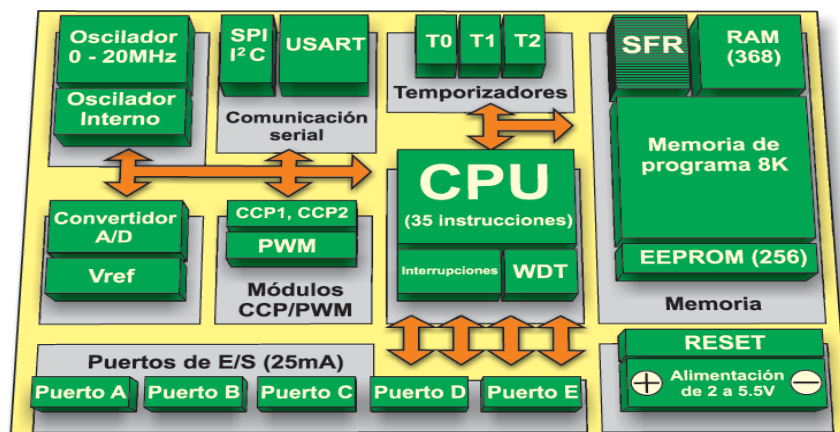 Oscilador
0 - 20MHz
Oscilador
Interno
SPI
I²C
USART
Comunicación
serial
T0
T1
T2
Temporizadores
SFR
RAM
(368)
Memoria de
programa 8K
EEPROM (256)
Memoria
CPU
(35 instrucciones)
Interrupciones
WDT
Convertidor
A/D
Vref
CCP1, CCP2
PWM
Módulos
CCP/PWM
Puertos de E/S (25mA)
Puerto A
Puerto B
Puerto C
Puerto D
Puerto E
RESET
+
Alimentación
de 2 a 5.5V
−